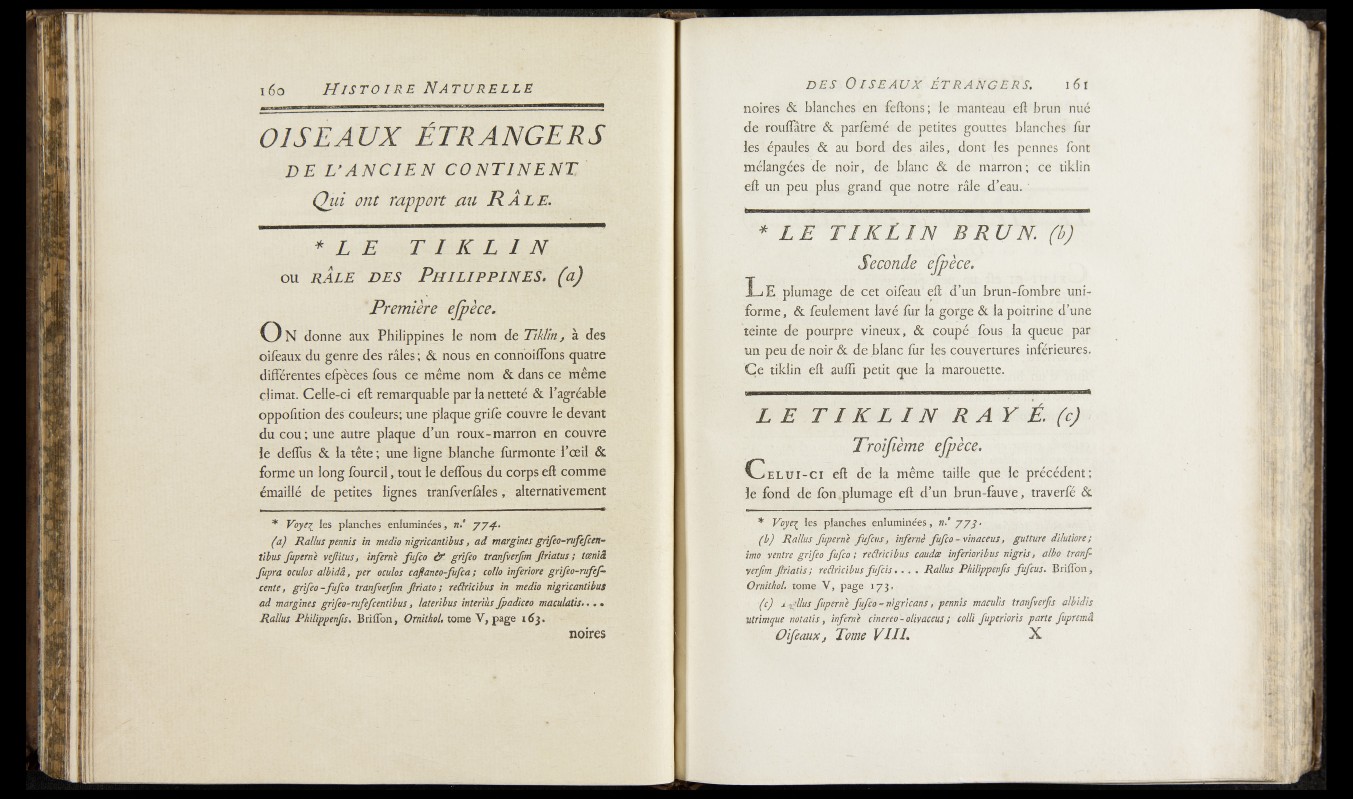 160 HISTOIRE NATURELLE
OISEAUX ÉTRANGERS
DE L'ANCIEN CONTINENT
Qui ont rapport au RÂLE.
* LE TIKLIN
ou RÂLE DES PHILIPPINES. (a)
Première eſpèce.
ON donne aux Philippines le nom de Tiklin, à des
oiſeaux du genre des râles; & nous en connoiſſons quatre
différentes eſpèces ſous ce même nom & dans ce même
climat. Celle-ci eſt remarquable par la netteté & l'agréable
oppoſition des couleurs; une plaque griſe couvre le devant
du cou; une autre plaque d'un roux-marron en couvre
le deſſus & la tête; une ligne blanche ſurmonte l'œil &
forme un long ſourcil, tout le deſſous du corps eſt comme
émaillé de petites lignes tranſverſales, alternativement
* Voyez les planches enluminées, n.° 774.
(a) Rallus pennis in medio nigricantibus, ad margines griſeo-rufeſcen-
tibus ſupernè veſtitus, infernè fuſco & griſeo tranſverſim ſtriatus; tæniâ
ſupra oculos albidâ, per oculos caſtaneo-fuſca; collo inferiore griſeo-rufeſ-
cente, griſeo-fuſco tranſverſim ſtriato; rectricibus in medio nigricantibus
ad margines griſeo-rufeſcentibus, lateribus interiùs ſpadiceo maculatis....
Rallus Philippenſis. Briſſon, Ornithol. tome V, page 163.
noires
DES OISEAUX ÉTRANGERS. 161
noires & blanches en feſtons; le manteau eſt brun nué
de rouſſâtre & parſemé de petites gouttes blanches ſur
les épaules & au bord des aîles, dont les pennes ſont
mélangées de noir, de blanc & de marron; ce tiklin
eſt un peu plus grand que notre râle d'eau.
* LE TIKLIN BRUN. (b)
Seconde eſpèce.
LE plumage de cet oiſeau eſt d'un brun-ſombre uni-
forme, & ſeulement lavé ſur la gorge & la poitrine d'une
teinte de pourpre vineux, & coupé ſous la queue par
un peu de noir & de blanc ſur les couvertures inférieures.
Ce tiklin eſt auſſi petit que la marouette.
LE TIKLIN RAYÉ. (c)
Troiſième eſpèce.
CELUI-CI eſt de la même taille que le précédent;
le fond de ſon plumage eſt d'un brun-fauve, traverſé &
* Voyez les planches enluminées, n.° 773.
(b) Rallus ſupernè fuſcus, infernè fuſco-vinaceus, gutture dilutiore;
imo ventre griſeo fuſco; rectricibus caudæ inferioribus nigris, albo tranſ-
verſim ſtriatis; rectricibus fuſcis.... Rallus Philippenſis fuſcus. Briſſon,
Ornithol. tome V, page 173.
(c) Rallus ſupernè fuſco-nigricans, pennis maculis tranſverſis albidis
utrimque notatis, infernè cinereo-olivaceus; colli ſuperioris parte ſupremâ
Oiſeaux, Tome VIII. X